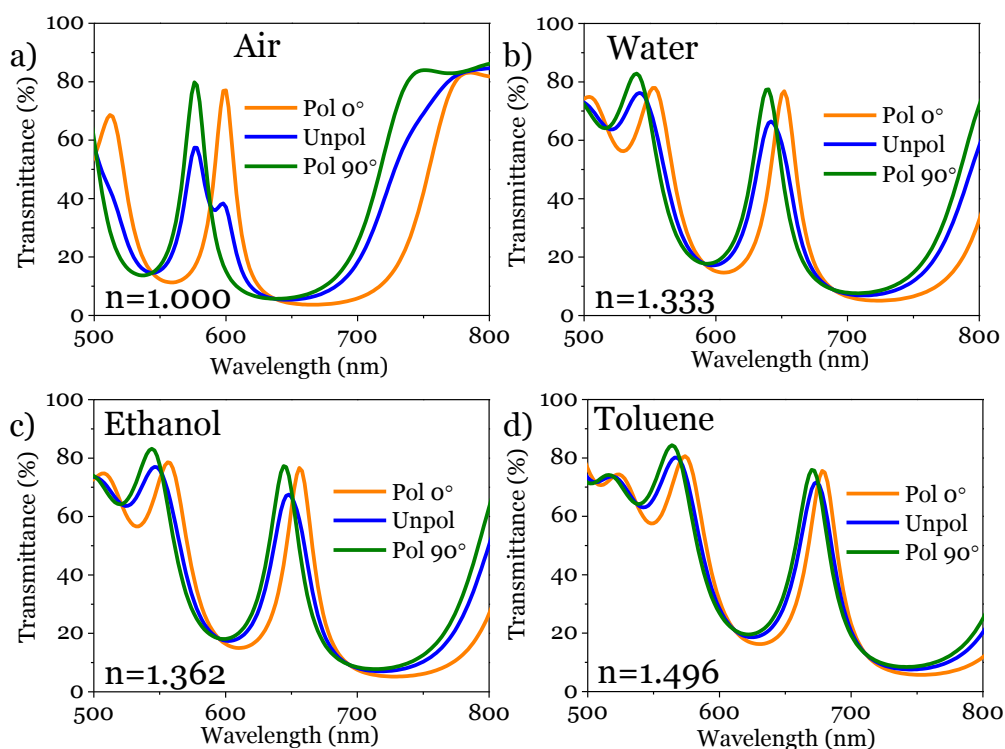 a)
Air
100
80
60
40
20
0
Transmittance (%)
Pol 0°
Unpol
Pol 90°
n=1.000
500
600
700
800
Wavelength (nm)
b)
Water
100
80
60
40
20
0
Transmittance (%)
Pol 0°
Unpol
Pol 90°
n=1.333
500
600
700
800
Wavelength (nm)
c)
Ethanol
100
80
60
40
20
0
Transmittance (%)
Pol 0°
Unpol
Pol 90°
n=1.362
500
600
700
800
Wavelength (nm)
d)
Toluene
100
80
60
40
20
0
Transmittance (%)
Pol 0°
Unpol
Pol 90°
n=1.496
500
600
700
800
Wavelength (nm)